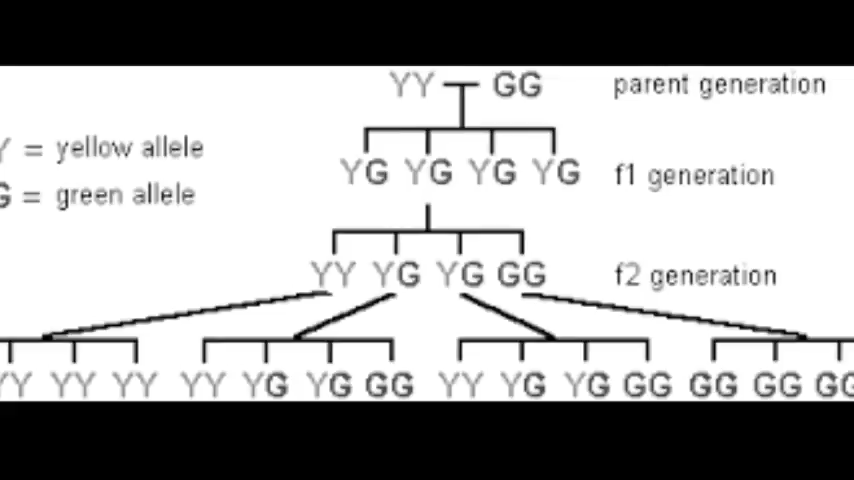 YY GG parent generation
Y = yellow allele
YG YG YG YG f1 generation
G = green allele
YY YG YG GG f2 generation
YY YY YY YY YG YG GG YY YG YG GG GG GG GG